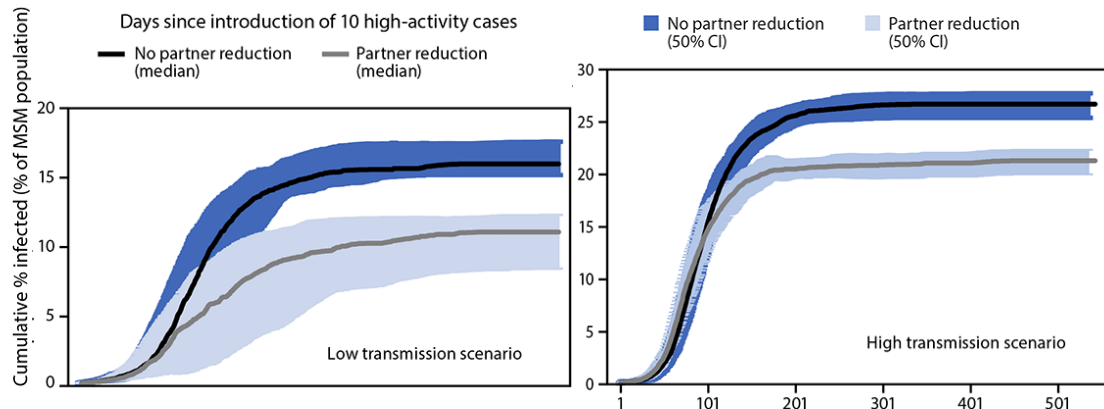 Days since introduction of 10 high-activity cases
No partner reduction
(median)
Partner reduction
(median)
No partner reduction
(50% CI)
Partner reduction
(50% CI)
Cumulative % infected (% of MSM population)
20
15
10
5
0
Low transmission scenario
30
25
20
15
10
5
0
High transmission scenario
1
101
201
301
401
501